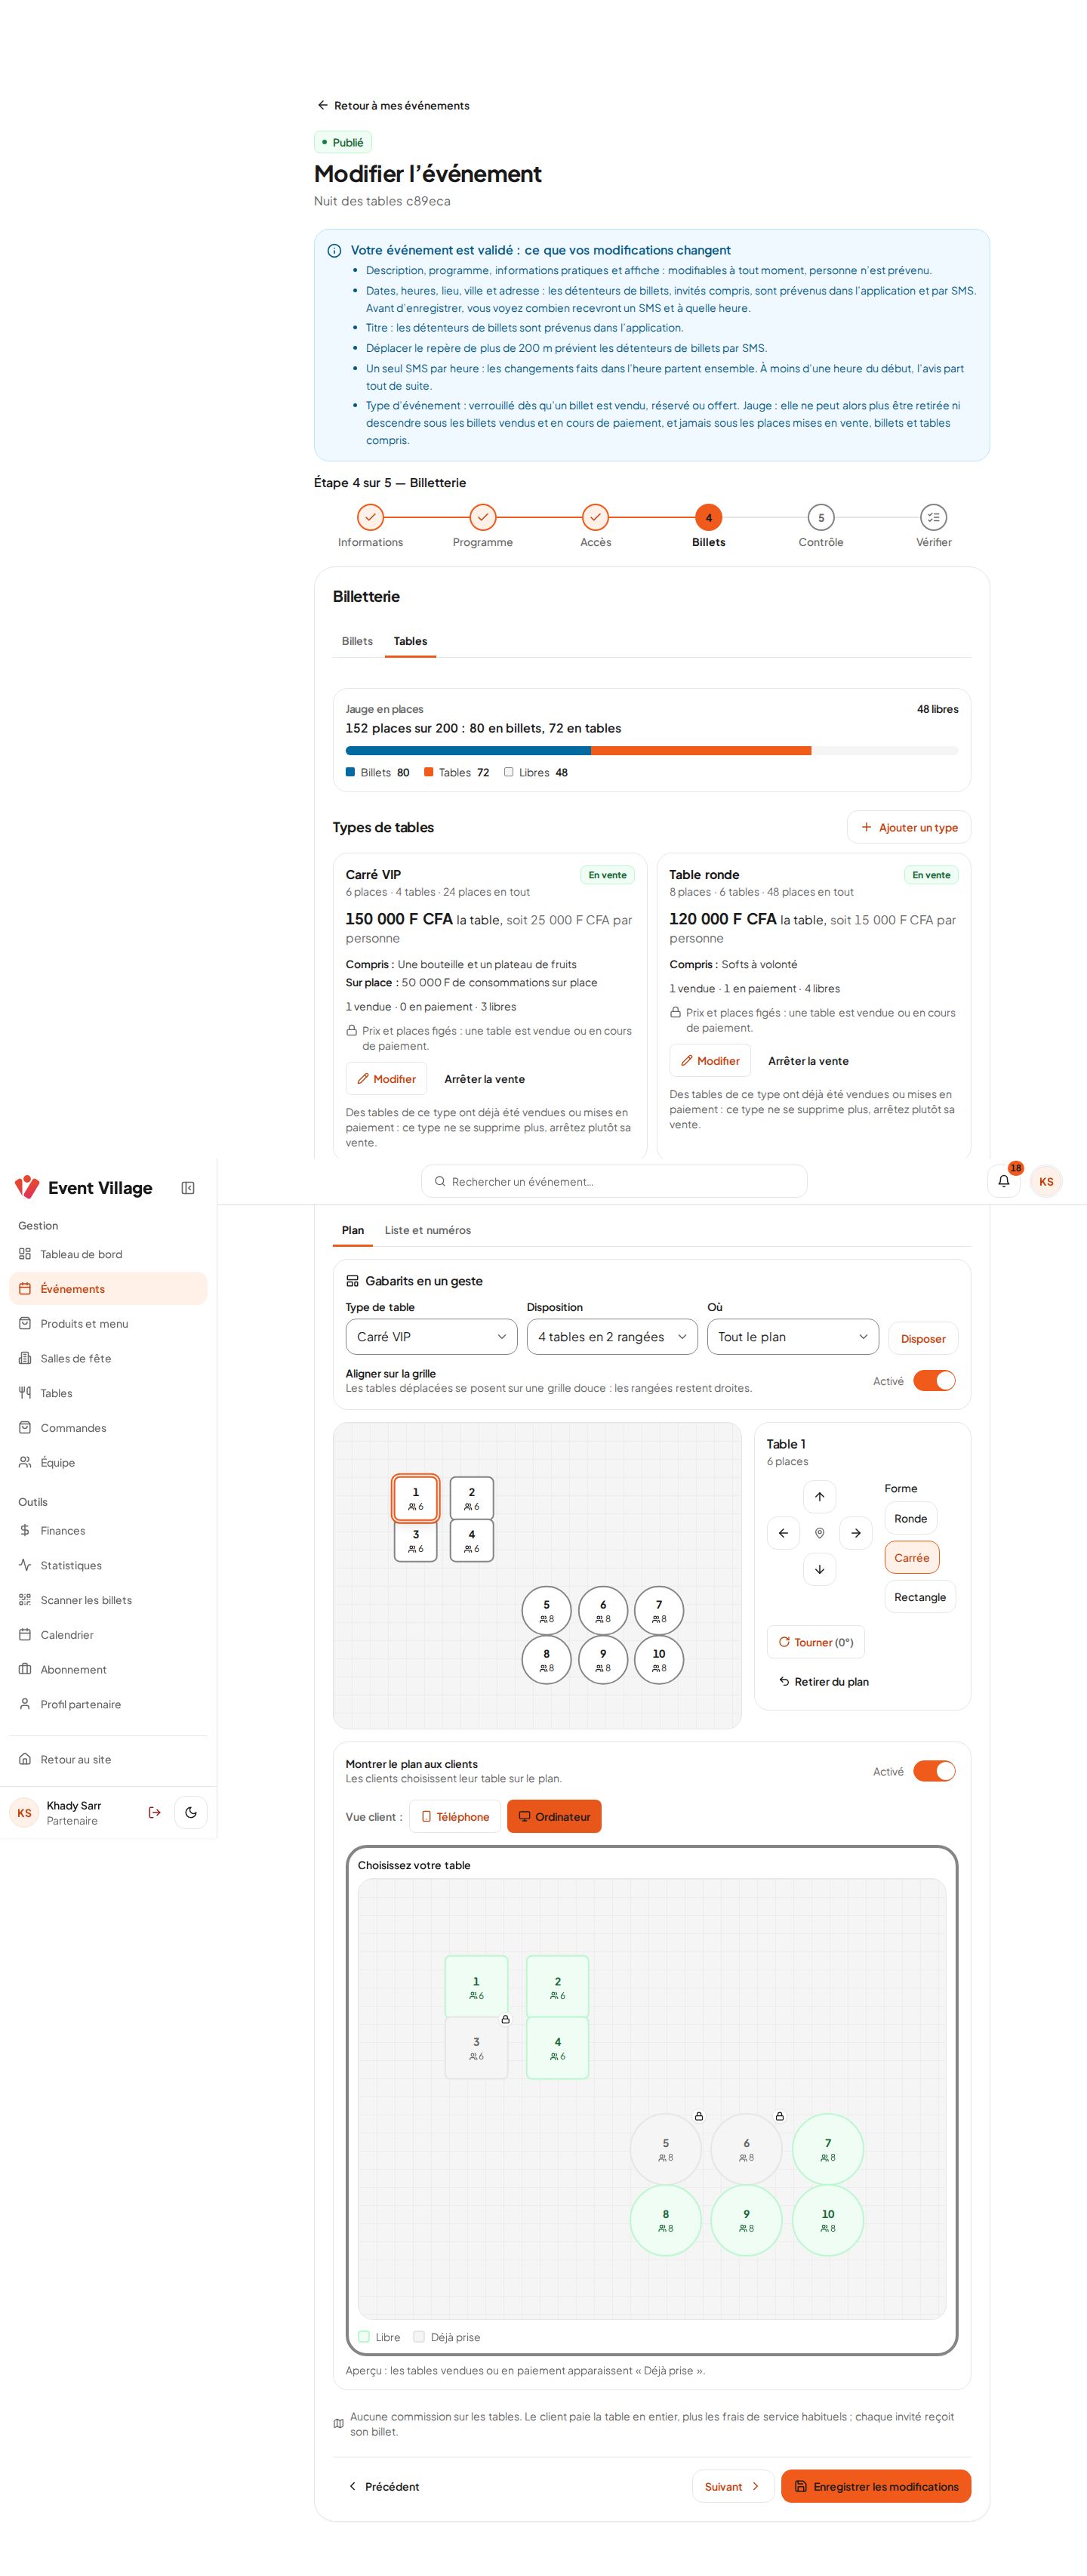 Retour à mes événements
Publié
Modifier l’événement
Nuit des tables c89eca
Votre événement est validé : ce que vos modifications changent
Description, programme, informations pratiques et affiche : modifiables à tout moment, personne n’est prévenu.
Dates, heures, lieu, ville et adresse : les détenteurs de billets, invités compris, sont prévenus dans l’application et par SMS.
Avant d’enregistrer, vous voyez combien recevront un SMS et à quelle heure.
Titre : les détenteurs de billets sont prévenus dans l’application.
Déplacer le repère de plus de 200 m prévient les détenteurs de billets par SMS.
Un seul SMS par heure : les changements faits dans l’heure partent ensemble. À moins d’une heure du début, l’avis part
tout de suite.
Type d’événement : verrouillé dès qu’un billet est vendu, réservé ou offert. Jauge : elle ne peut alors plus être retirée ni
descendre sous les billets vendus et en cours de paiement, et jamais sous les places mises en vente, billets et tables
compris.
Étape 4 sur 5 — Billetterie
4
5
Informations
Programme
Accès
Billets
Contrôle
Vérifier
Billetterie
Billets
Tables
Jauge en places
48 libres
152 places sur 200 : 80 en billets, 72 en tables
Billets 80
Tables 72
Libres 48
Types de tables
Ajouter un type
Carré VIP
En vente
6 places · 4 tables · 24 places en tout
150 000 F CFA la table, soit 25 000 F CFA par
personne
Compris : Une bouteille et un plateau de fruits
Sur place : 50 000 F de consommations sur place
1 vendue · 0 en paiement · 3 libres
Prix et places figés : une table est vendue ou en cours
de paiement.
Modifier
Arrêter la vente
Des tables de ce type ont déjà été vendues ou mises en
paiement : ce type ne se supprime plus, arrêtez plutôt sa
vente.
Table ronde
En vente
8 places · 6 tables · 48 places en tout
120 000 F CFA la table, soit 15 000 F CFA par
personne
Compris : Softs à volonté
1 vendue · 1 en paiement · 4 libres
Prix et places figés : une table est vendue ou en cours
de paiement.
Modifier
Arrêter la vente
Des tables de ce type ont déjà été vendues ou mises en
paiement : ce type ne se supprime plus, arrêtez plutôt sa
vente.
Event Village
Rechercher un événement…
18
KS
Gestion
Tableau de bord
Événements
Produits et menu
Salles de fête
Tables
Commandes
Équipe
Outils
Finances
Statistiques
Scanner les billets
Calendrier
Abonnement
Profil partenaire
Retour au site
KS
Khady Sarr
Partenaire
Plan
Liste et numéros
Gabarits en un geste
Type de table
Disposition
Où
Carré VIP
4 tables en 2 rangées
Tout le plan
Disposer
Aligner sur la grille
Les tables déplacées se posent sur une grille douce : les rangées restent droites.
Activé
1
6
2
6
3
6
4
6
5
8
6
8
7
8
8
8
9
8
10
8
Table 1
6 places
Forme
Ronde
Carrée
Rectangle
Tourner (0°)
Retirer du plan
Montrer le plan aux clients
Les clients choisissent leur table sur le plan.
Activé
Vue client :
Téléphone
Ordinateur
Choisissez votre table
1
6
2
6
3
6
4
6
5
8
6
8
7
8
8
8
9
8
10
8
Libre
Déjà prise
Aperçu : les tables vendues ou en paiement apparaissent « Déjà prise ».
Aucune commission sur les tables. Le client paie la table en entier, plus les frais de service habituels ; chaque invité reçoit
son billet.
Précédent
Suivant
Enregistrer les modifications